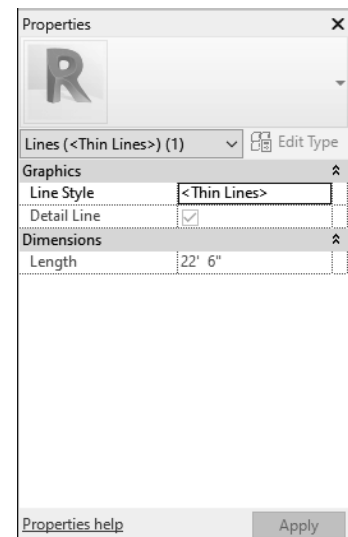 Properties
Lines (<Thin Lines>) (1)
Edit Type
Graphics
Line Style <Thin Lines>
Detail Line
Dimensions
Length 22' 6"
Properties help
Apply